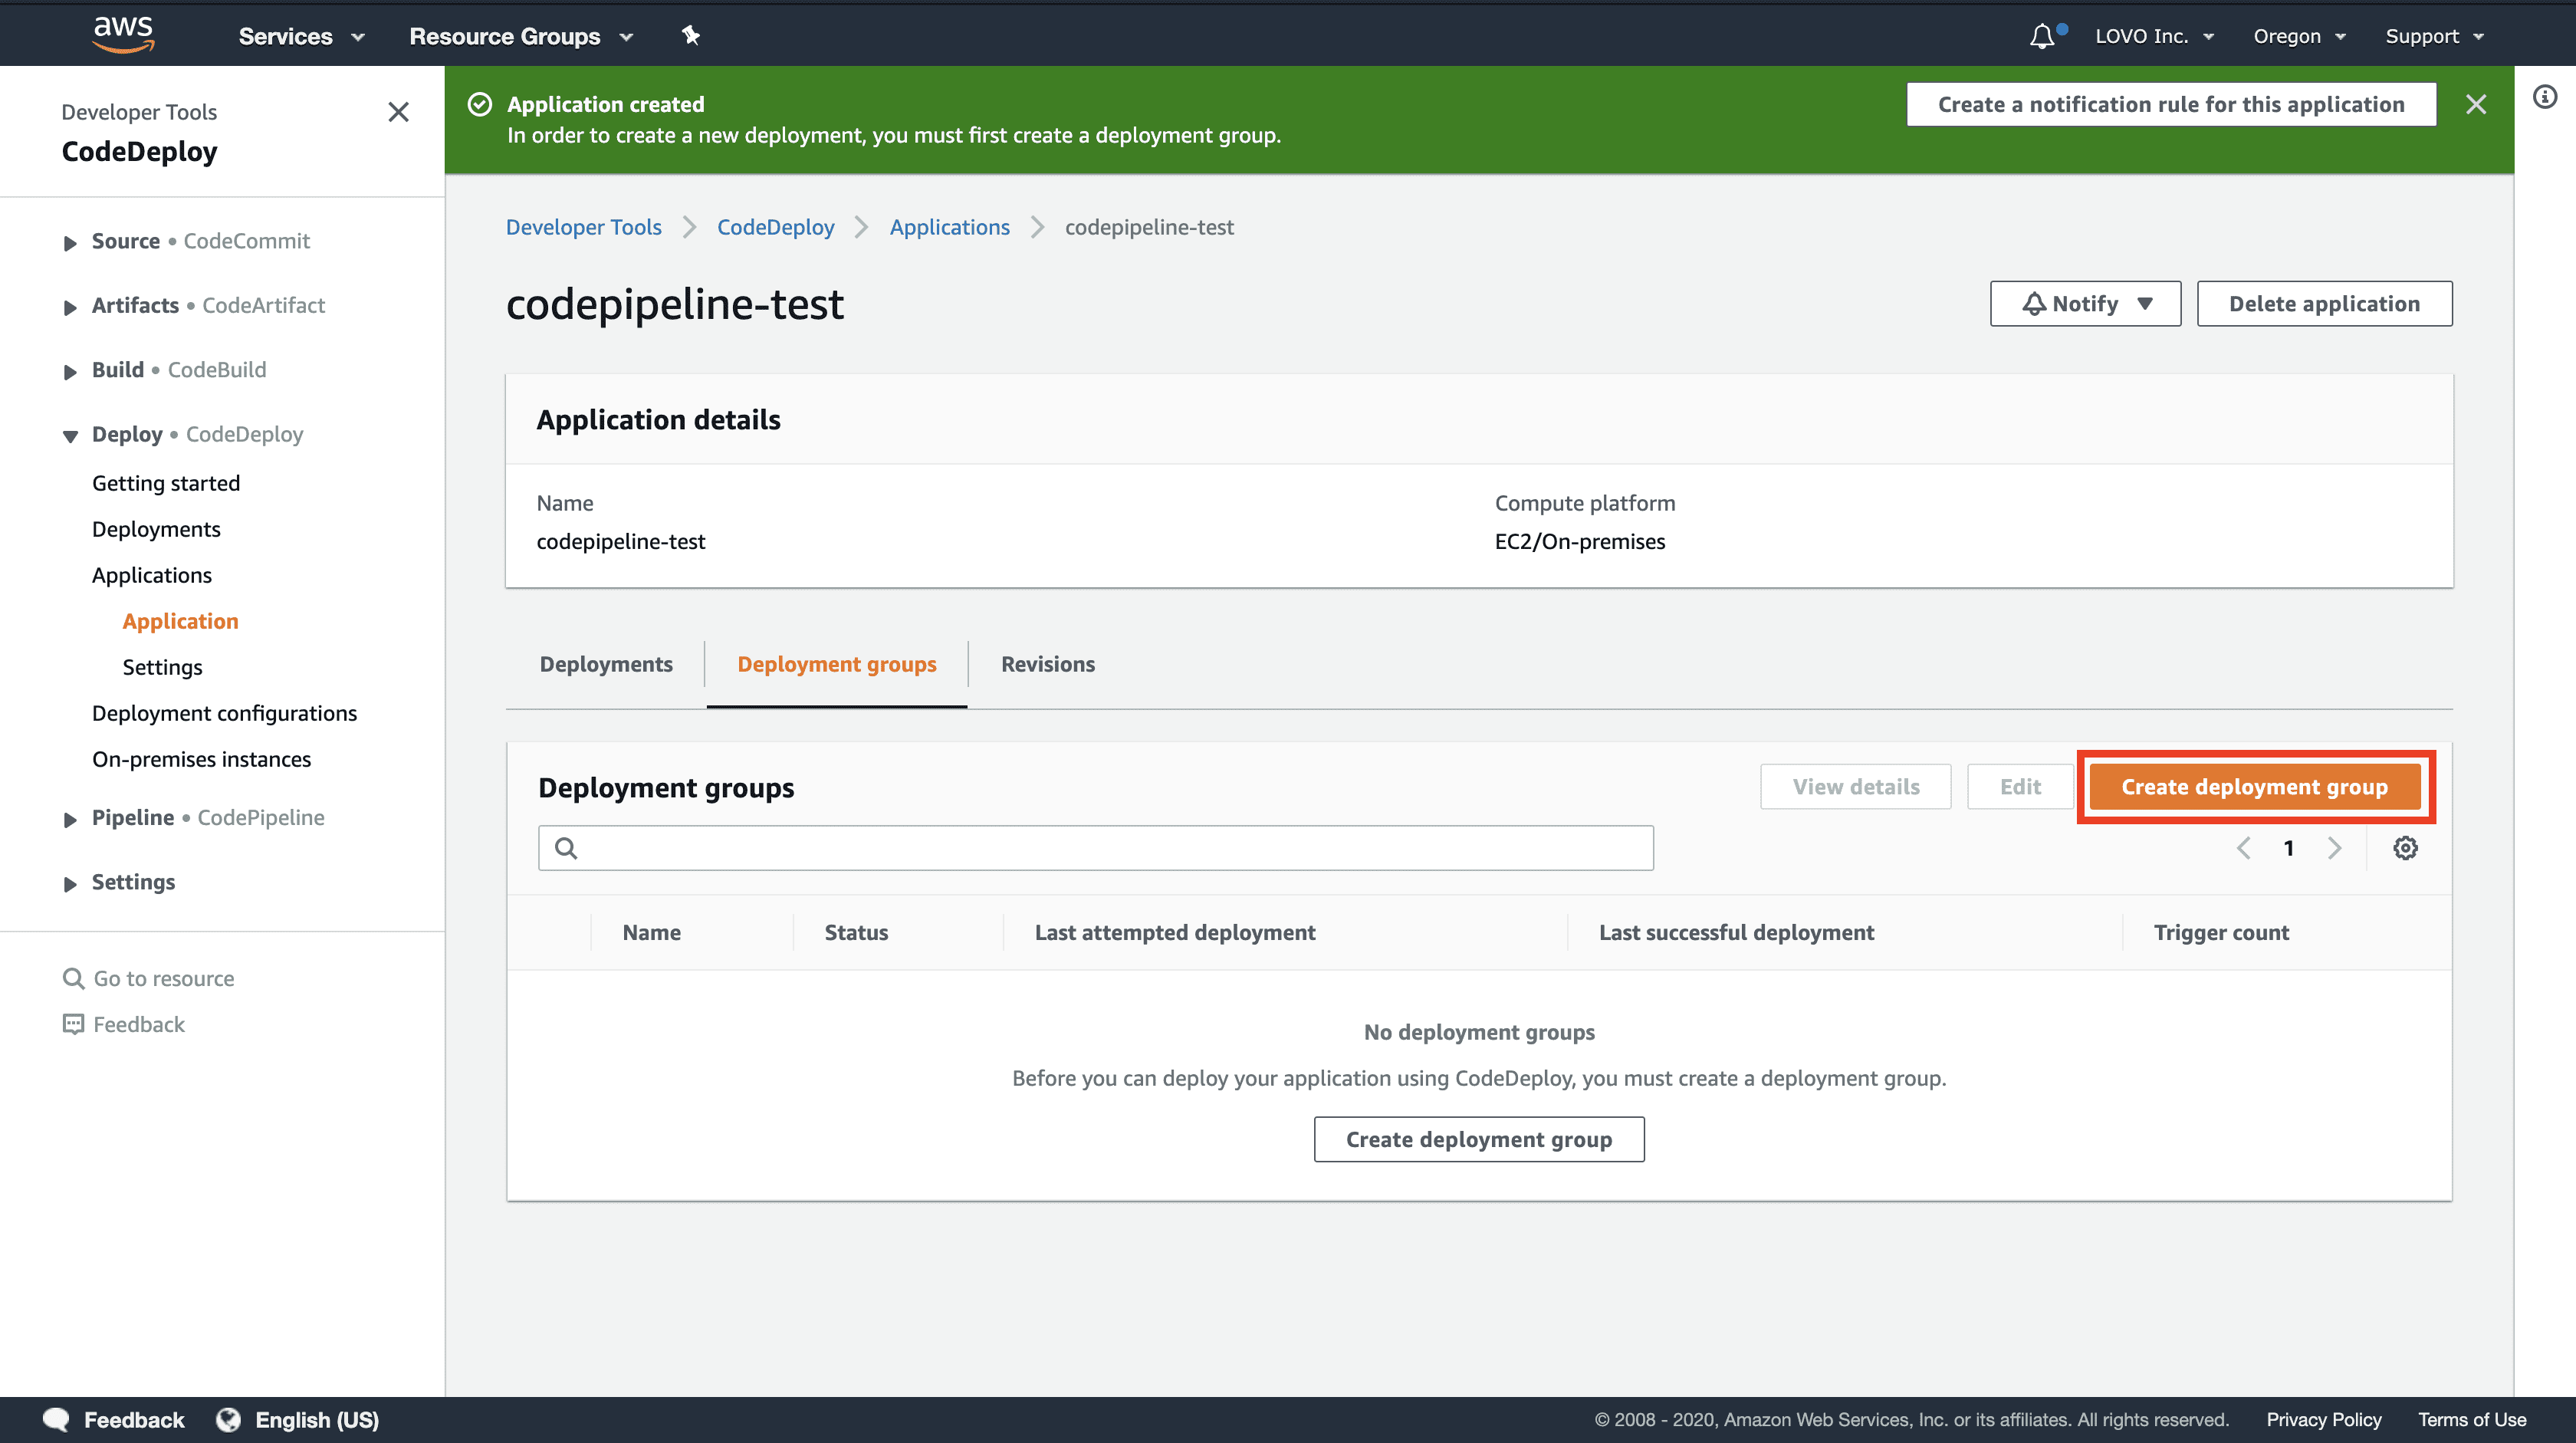 aws
Services
Resource Groups
LOVO Inc.
Oregon
Support
Developer Tools
CodeDeploy
Source • CodeCommit
Artifacts • CodeArtifact
Build • CodeBuild
Deploy • CodeDeploy
Getting started
Deployments
Applications
Application
Settings
Deployment configurations
On-premises instances
Pipeline • CodePipeline
Settings
Go to resource
Feedback
Application created
In order to create a new deployment, you must first create a deployment group.
Create a notification rule for this application
Developer Tools
CodeDeploy
Applications
codepipeline-test
codepipeline-test
Notify
Delete application
Application details
Name
codepipeline-test
Compute platform
EC2/On-premises
Deployments
Deployment groups
Revisions
Deployment groups
View details
Edit
Create deployment group
1
Name
Status
Last attempted deployment
Last successful deployment
Trigger count
No deployment groups
Before you can deploy your application using CodeDeploy, you must create a deployment group.
Create deployment group
Feedback
English (US)
© 2008 - 2020, Amazon Web Services, Inc. or its affiliates. All rights reserved.
Privacy Policy
Terms of Use